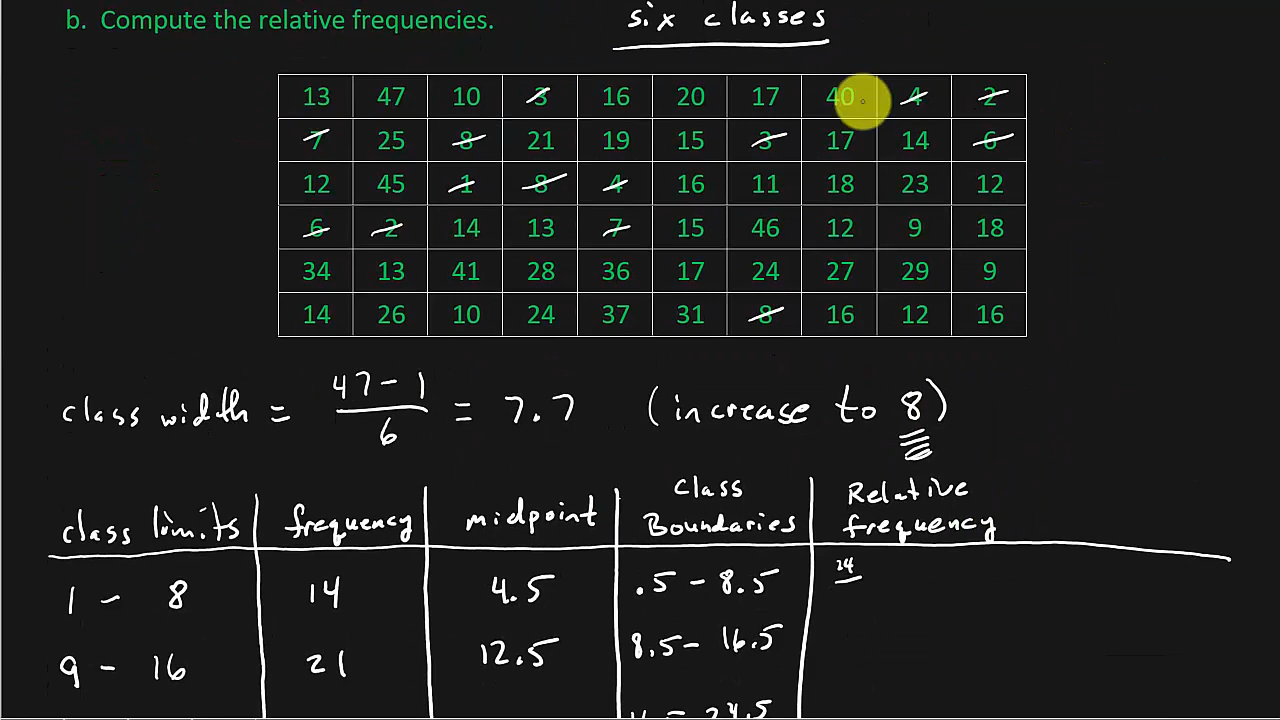 b. Compute the relative frequencies. six classes
13 47 10 3 16 20 17 40 4 2
7 25 8 21 19 15 3 17 14 6
12 45 1 8 4 16 11 18 23 12
6 2 14 13 7 15 46 12 9 18
34 13 41 28 36 17 24 27 29 9
14 26 10 24 37 31 8 16 12 16
class width = 47 - 1 / 6 = 7.7 (increase to 8)
class limits frequency midpoint Class Boundaries Relative frequency
1 - 8 14 4.5 .5 - 8.5 14
9 - 16 21 12.5 8.5 - 16.5
24.5